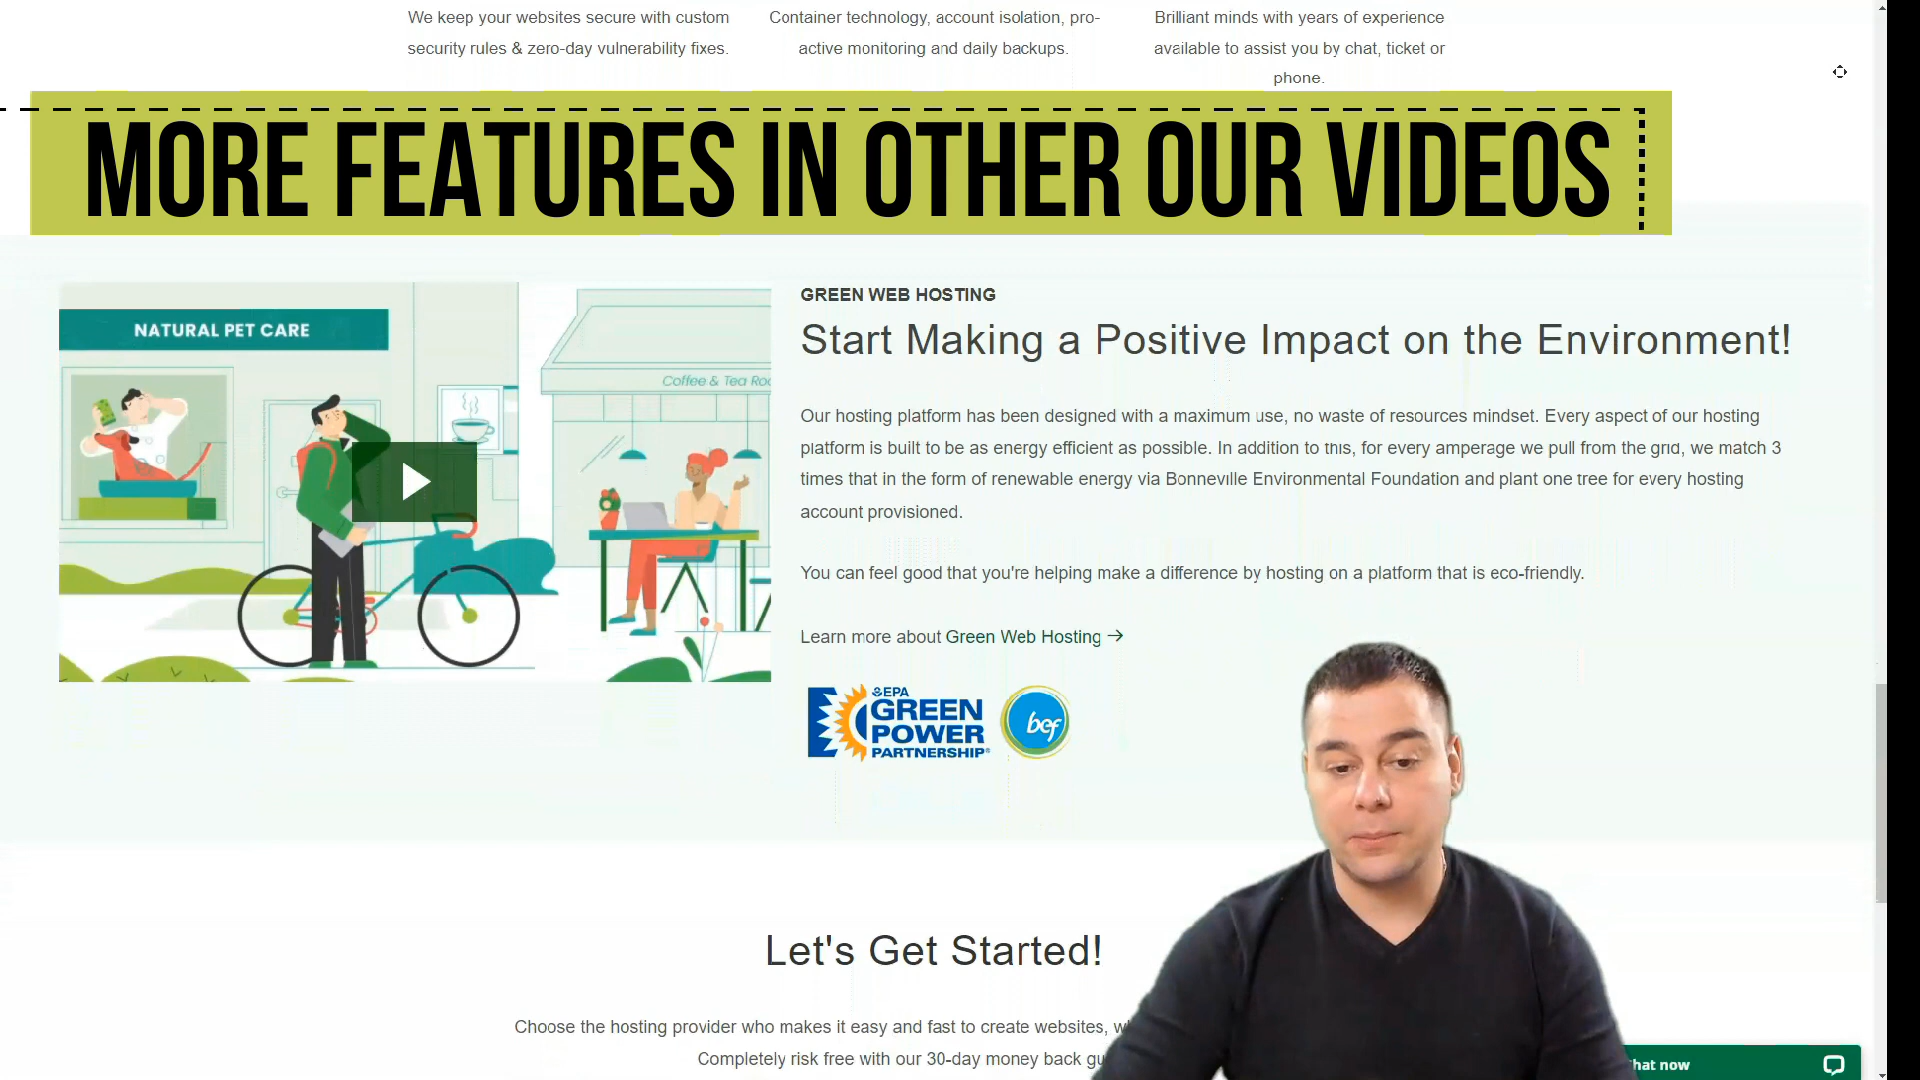 We keep your websites secure with custom
security rules & zero-day vulnerability fixes.
Container technology, account isolation, pro-
active monitoring and daily backups.
Brilliant minds with years of experience
available to assist you by chat, ticket or
phone.
MORE FEATURES IN OTHER OUR VIDEOS
NATURAL PET CARE
Coffee & Tea Roo
GREEN WEB HOSTING
Start Making a Positive Impact on the Environment!
Our hosting platform has been designed with a maximum use, no waste of resources mindset. Every aspect of our hosting
platform is built to be as energy efficient as possible. In addition to this, for every amperage we pull from the grid, we match 3
times that in the form of renewable energy via Bonneville Environmental Foundation and plant one tree for every hosting
account provisioned.
You can feel good that you're helping make a difference by hosting on a platform that is eco-friendly.
Learn more about Green Web Hosting →
EPA
GREEN
POWER
PARTNERSHIP®
bef
Let's Get Started!
Choose the hosting provider who makes it easy and fast to create websites, w
Completely risk free with our 30-day money back gu
hat now